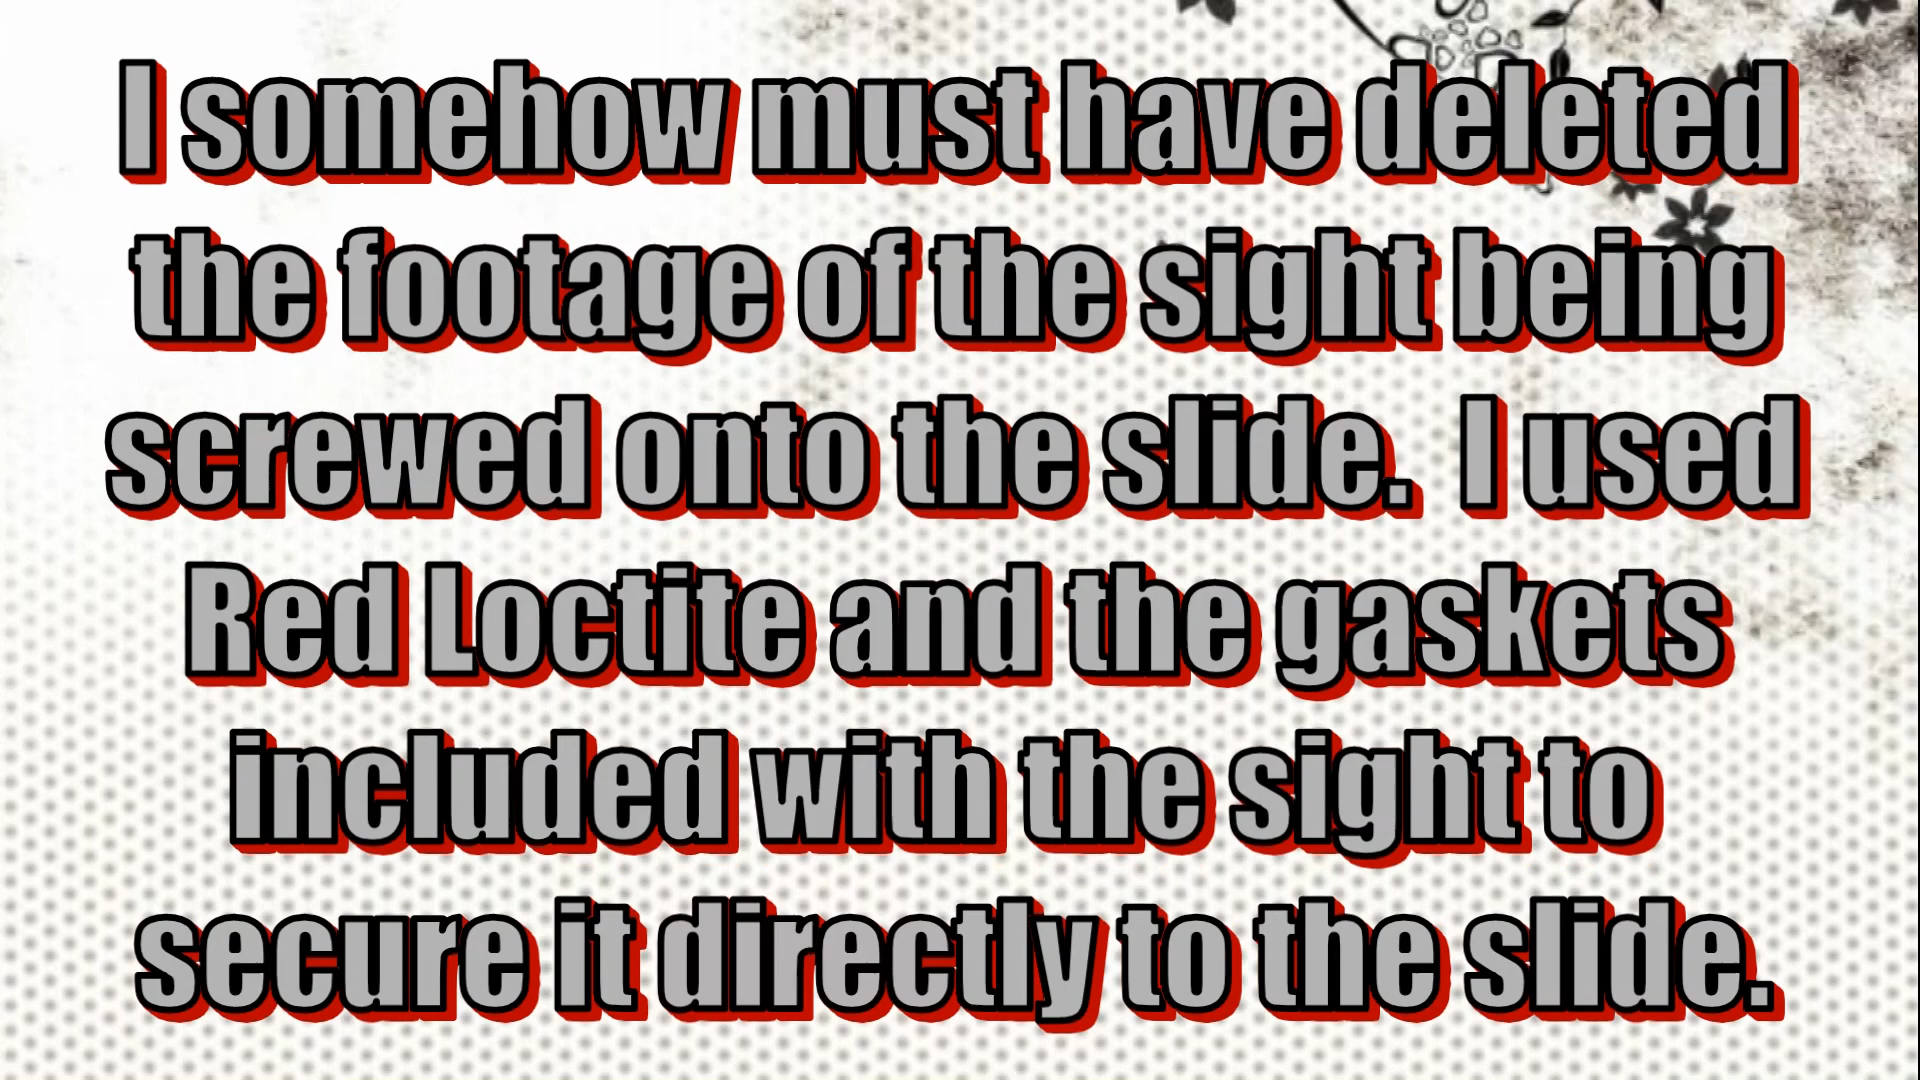 I somehow must have deleted
the footage of the sight being
screwed onto the slide.  I used
Red Loctite and the gaskets
included with the sight to
secure it directly to the slide.